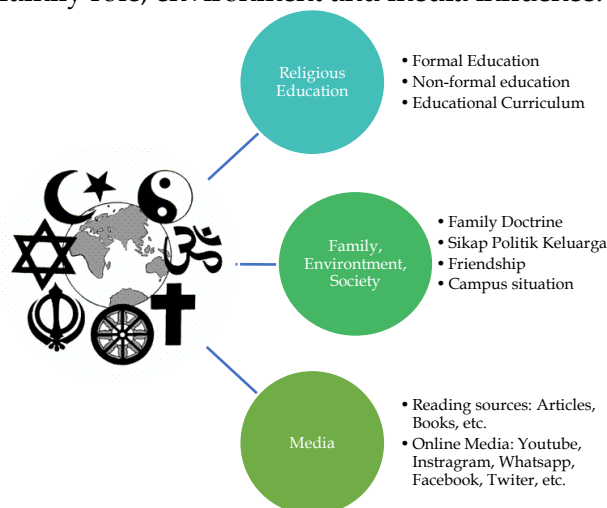 family role, environment and media influence.
Religious
Education
• Formal Education
• Non-formal education
• Educational Curriculum
Family,
Environtment,
Society
• Family Doctrine
• Sikap Politik Keluarga
• Friendship
• Campus situation
Media
• Reading sources: Articles,
Books, etc.
• Online Media: Youtube,
Instragram, Whatsapp,
Facebook, Twiter, etc.